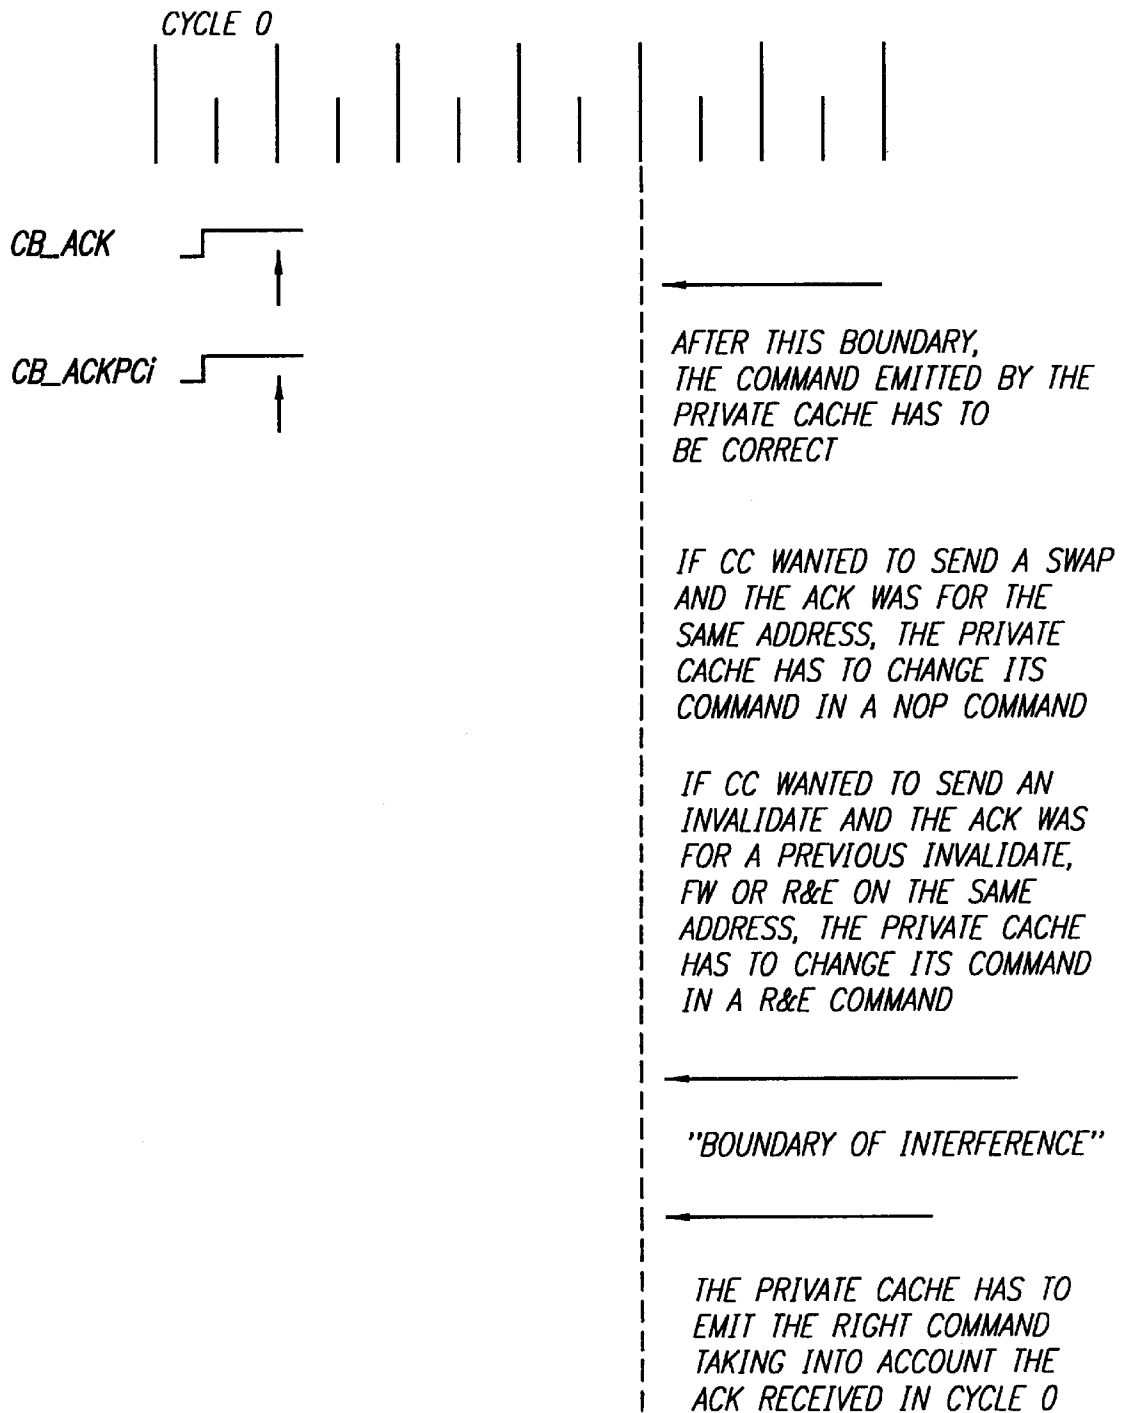 CYCLE 0
CB_ACK
CB_ACKPCi
AFTER THIS BOUNDARY,
THE COMMAND EMITTED BY THE
PRIVATE CACHE HAS TO
BE CORRECT
IF CC WANTED TO SEND A SWAP
AND THE ACK WAS FOR THE
SAME ADDRESS, THE PRIVATE
CACHE HAS TO CHANGE ITS
COMMAND IN A NOP COMMAND
IF CC WANTED TO SEND AN
INVALIDATE AND THE ACK WAS
FOR A PREVIOUS INVALIDATE,
FW OR R&E ON THE SAME
ADDRESS, THE PRIVATE CACHE
HAS TO CHANGE ITS COMMAND
IN A R&E COMMAND
"BOUNDARY OF INTERFERENCE"
THE PRIVATE CACHE HAS TO
EMIT THE RIGHT COMMAND
TAKING INTO ACCOUNT THE
ACK RECEIVED IN CYCLE 0